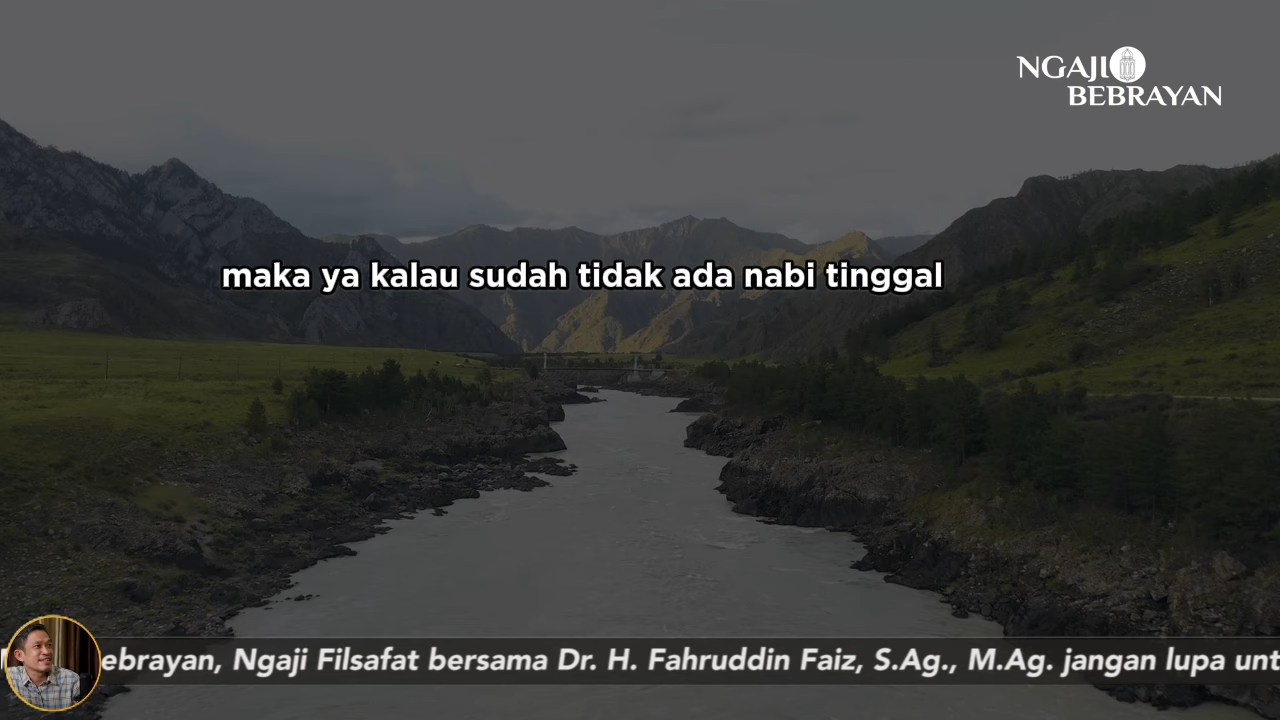 NGAJI
BEBRAYAN
maka ya kalau sudah tidak ada nabi tinggal
ebrayan, Ngaji Filsafat bersama Dr. H. Fahruddin Faiz, S.Ag., M.Ag. jangan lupa unt